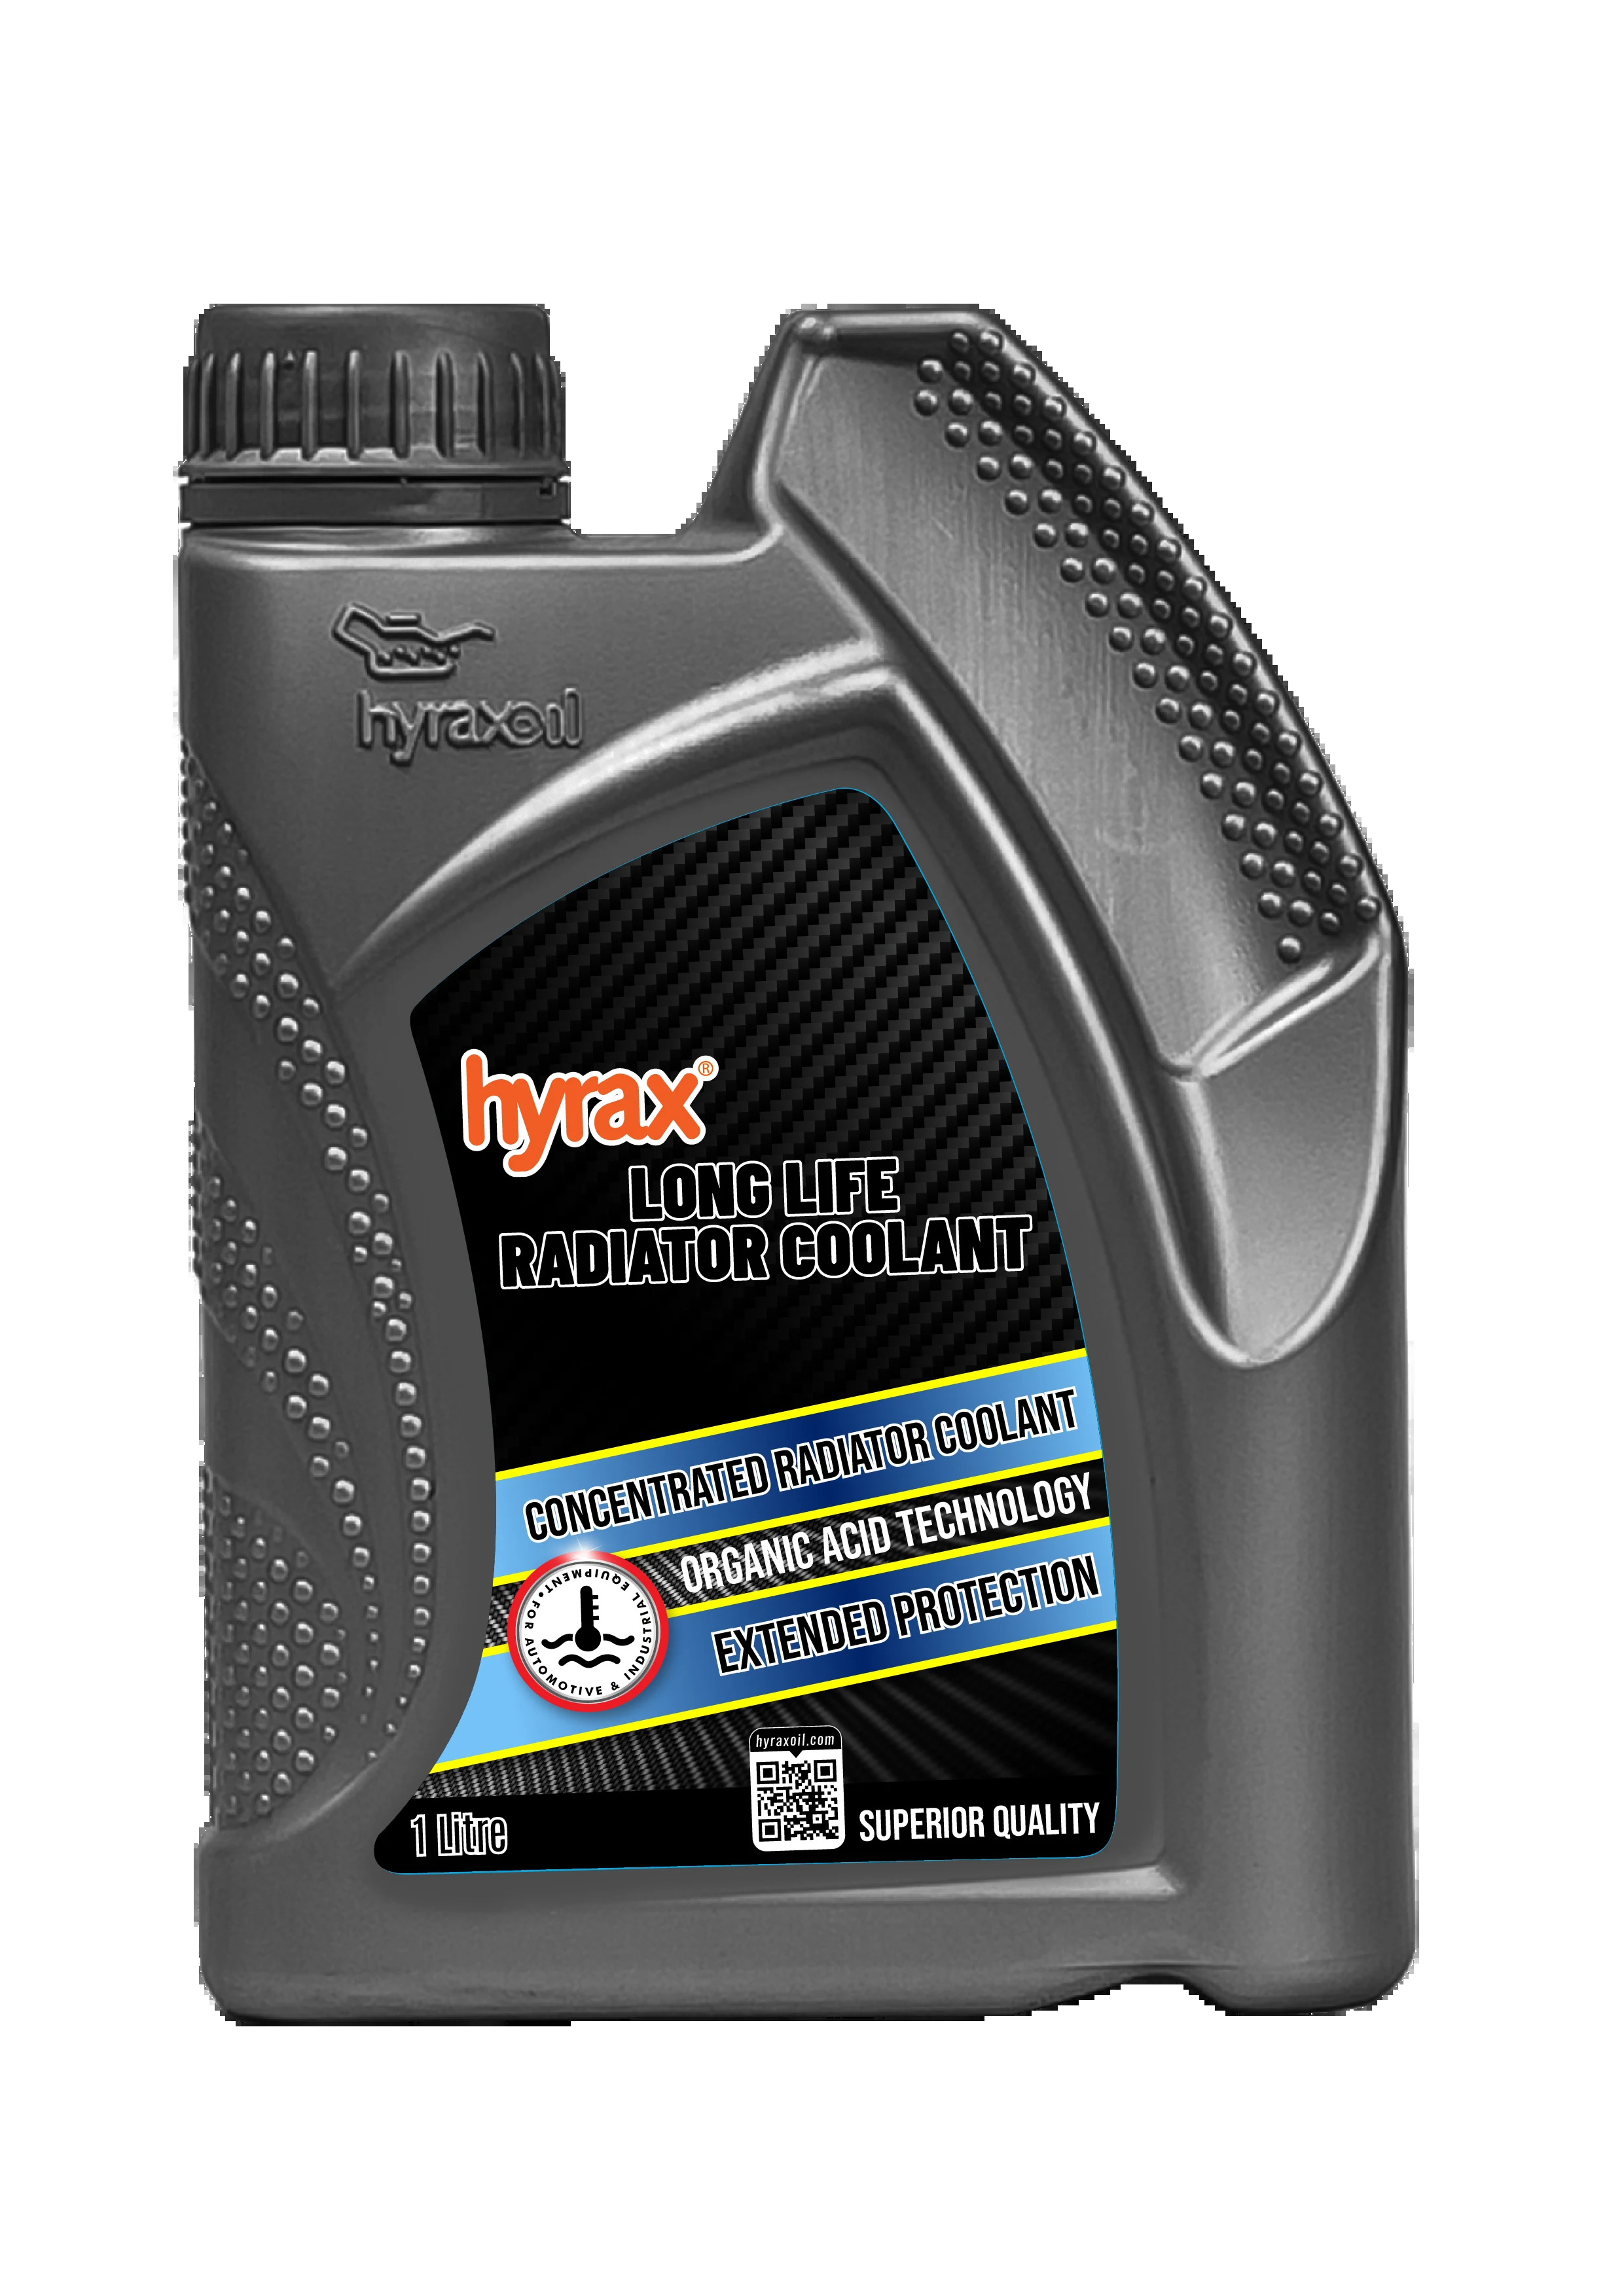 hyraxoil
hyrax®
LONG LIFE
RADIATOR COOLANT
CONCENTRATED RADIATOR COOLANT
ORGANIC ACID TECHNOLOGY
EXTENDED PROTECTION
• FOR AUTOMOTIVE & INDUSTRIAL EQUIPMENT
hyraxoil.com
1 Litre
SUPERIOR QUALITY